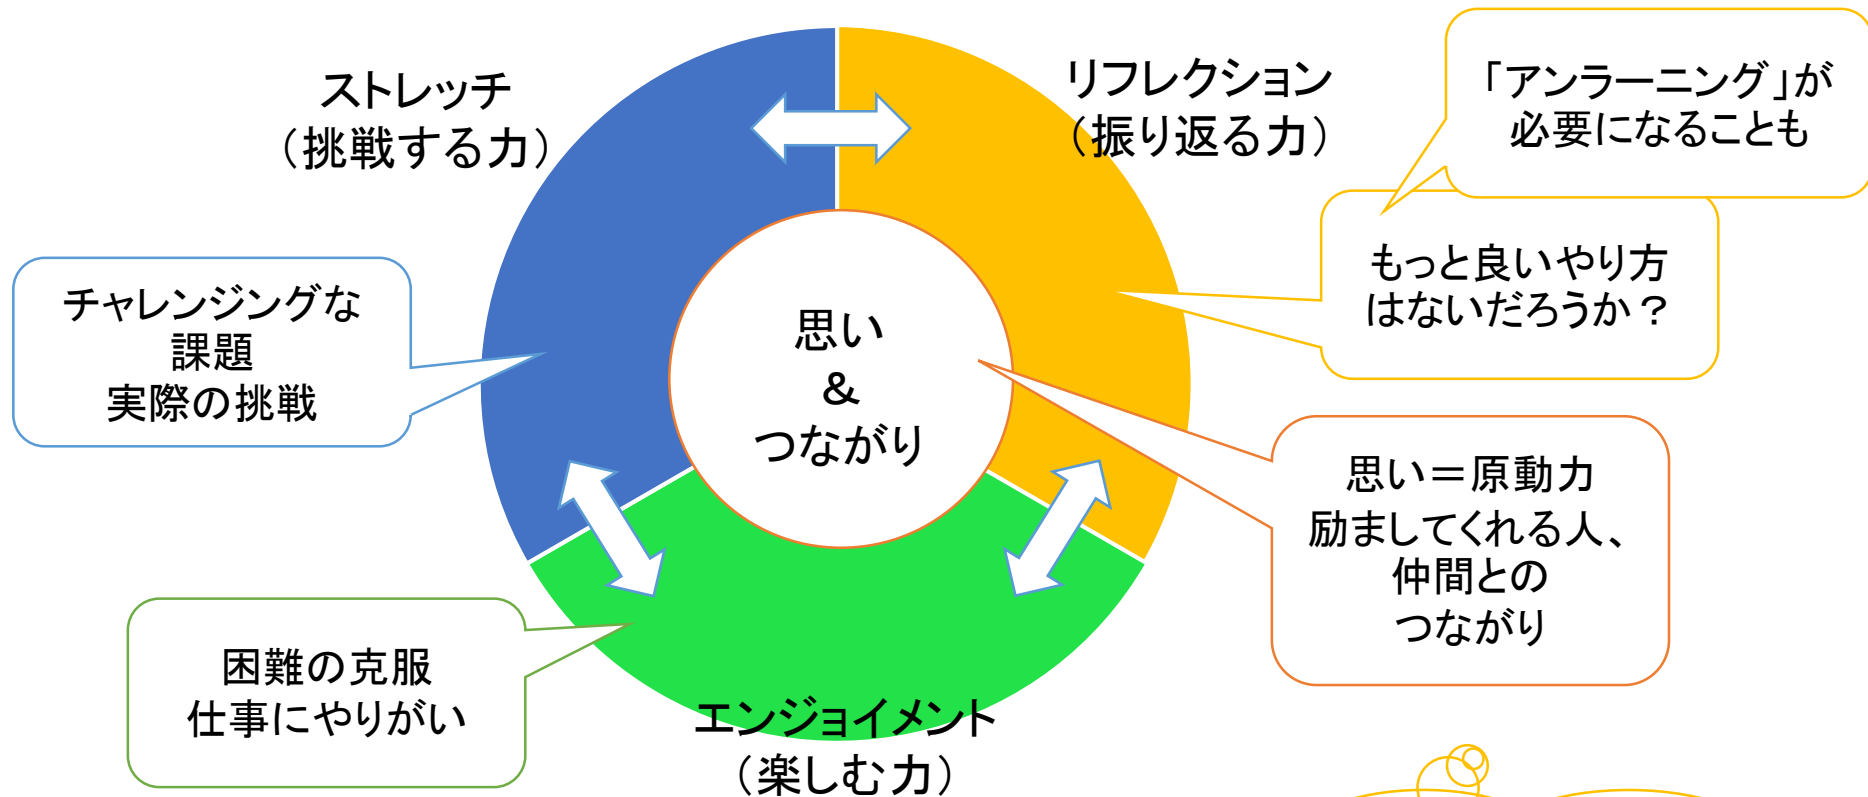 ストレッチ
（挑戦する力）
リフレクション
（振り返る力）
「アンラーニング」が
必要になることも
もっと良いやり方
はないだろうか？
チャレンジングな
課題
実際の挑戦
思い
＆
つながり
思い＝原動力
励ましてくれる人、
仲間との
つながり
困難の克服
仕事にやりがい
エンジョイメント
（楽しむ力）